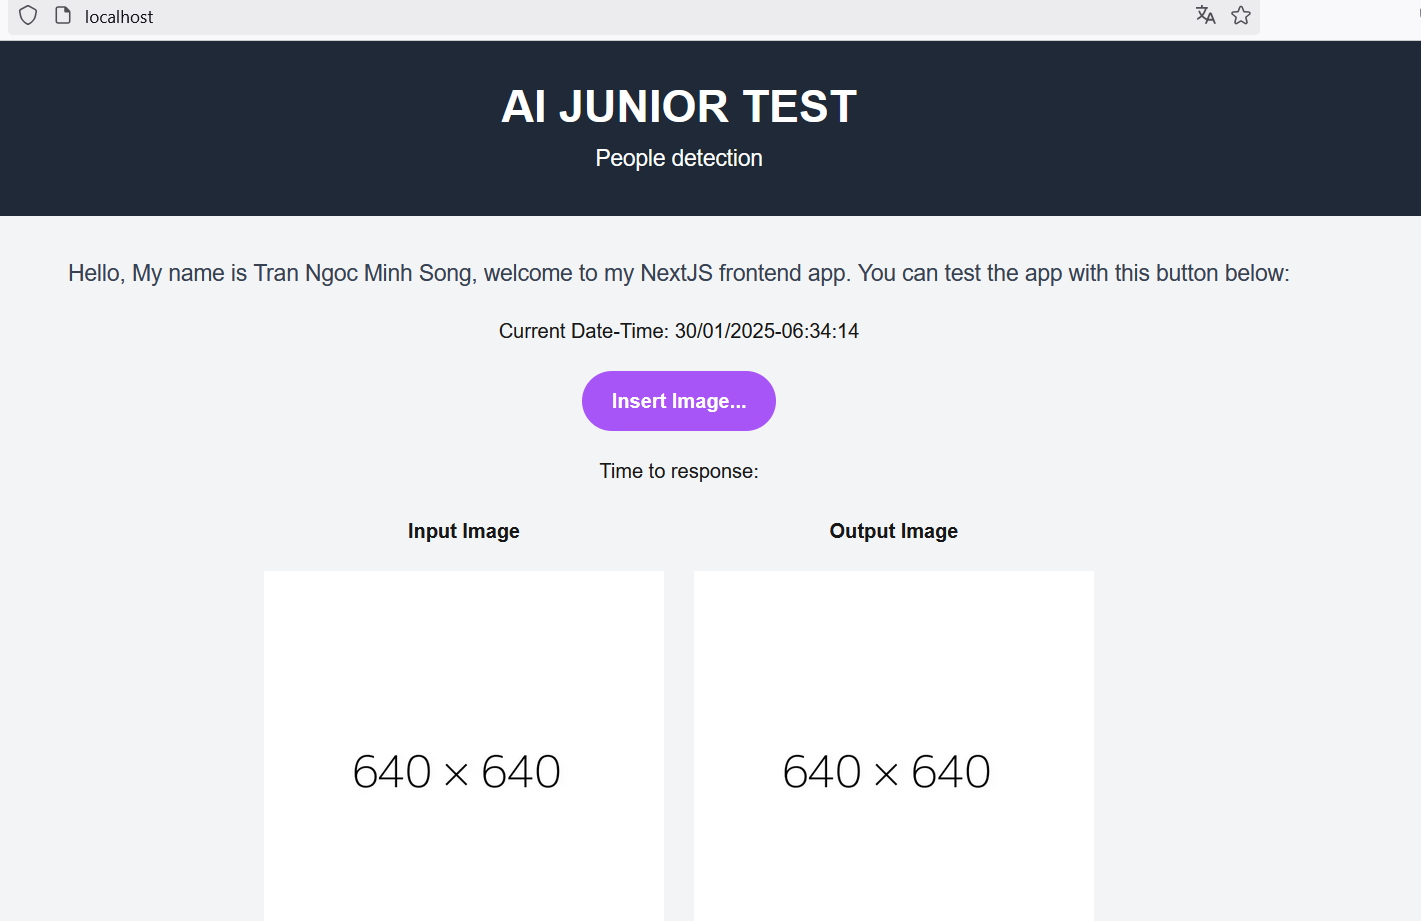 localhost
AI JUNIOR TEST
People detection
Hello, My name is Tran Ngoc Minh Song, welcome to my NextJS frontend app. You can test the app with this button below:
Current Date-Time: 30/01/2025-06:34:14
Insert Image...
Time to response:
Input Image
Output Image
640 × 640
640 × 640